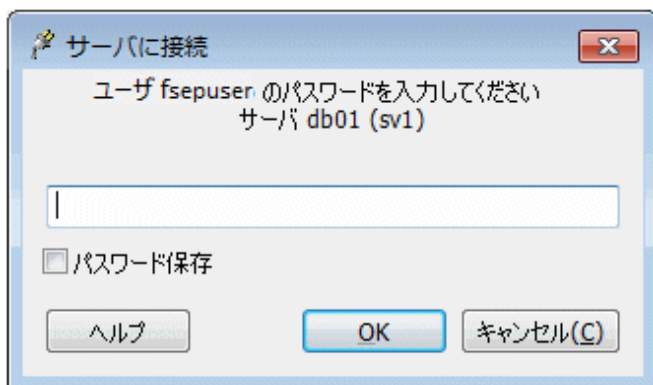 サーバに接続
ユーザ fsepuser のパスワードを入力してください
サーバ db01 (sv1)
パスワード保存
ヘルプ
OK
キャンセル(C)